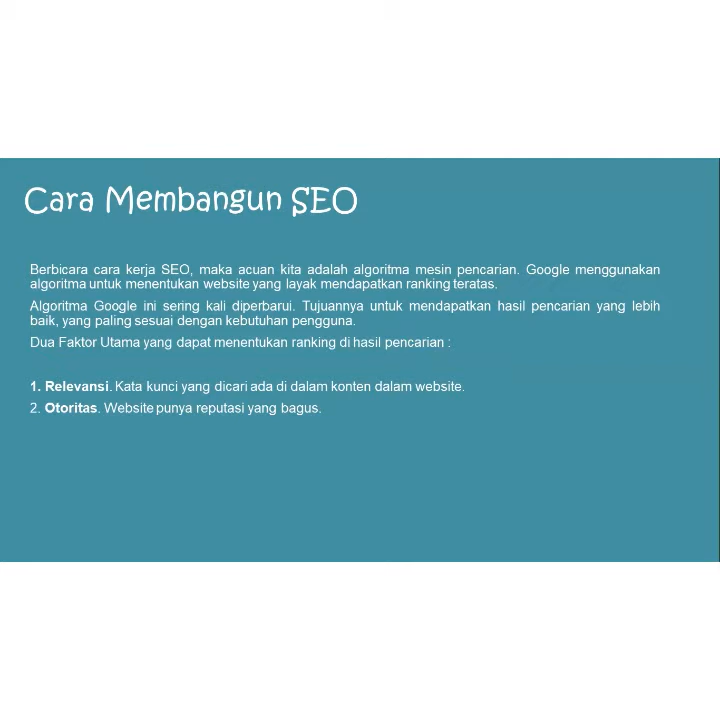 Cara Membangun SEO
Berbicara cara kerja SEO, maka acuan kita adalah algoritma mesin pencarian. Google menggunakan
algoritma untuk menentukan website yang layak mendapatkan ranking teratas.
Algoritma Google ini sering kali diperbarui. Tujuannya untuk mendapatkan hasil pencarian yang lebih
baik, yang paling sesuai dengan kebutuhan pengguna.
Dua Faktor Utama yang dapat menentukan ranking di hasil pencarian :
1. Relevansi. Kata kunci yang dicari ada di dalam konten dalam website.
2. Otoritas. Website punya reputasi yang bagus.